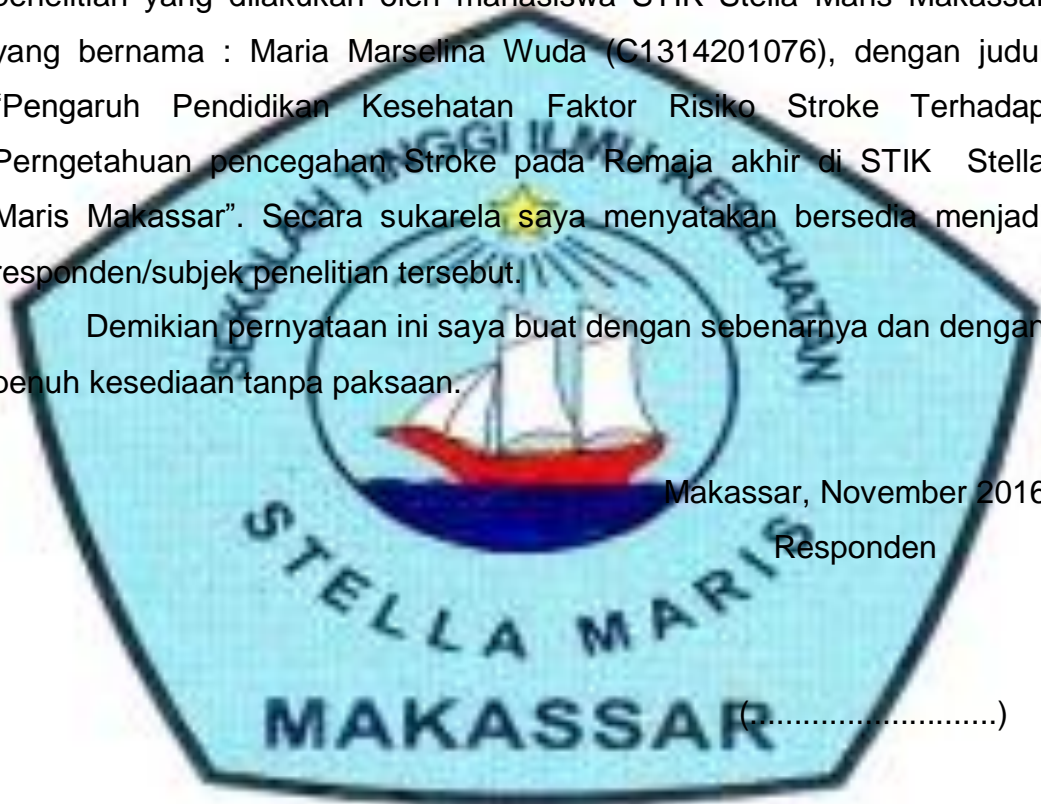 penelitian yang dilakukan oleh mahasiswa STIK Stella Maris Makassar
yang bernama : Maria Marselina Wuda (C1314201076), dengan judul
“Pengaruh Pendidikan Kesehatan Faktor Risiko Stroke Terhadap
Perngetahuan pencegahan Stroke pada Remaja akhir di STIK Stella
Maris Makassar”. Secara sukarela saya menyatakan bersedia menjadi
responden/subjek penelitian tersebut.
Demikian pernyataan ini saya buat dengan sebenarnya dan dengan
penuh kesediaan tanpa paksaan.
Makassar, November 2016
Responden
(............................)
SEKOLAH TINGGI ILMU KESEHATAN
STELLA MARIS
MAKASSAR